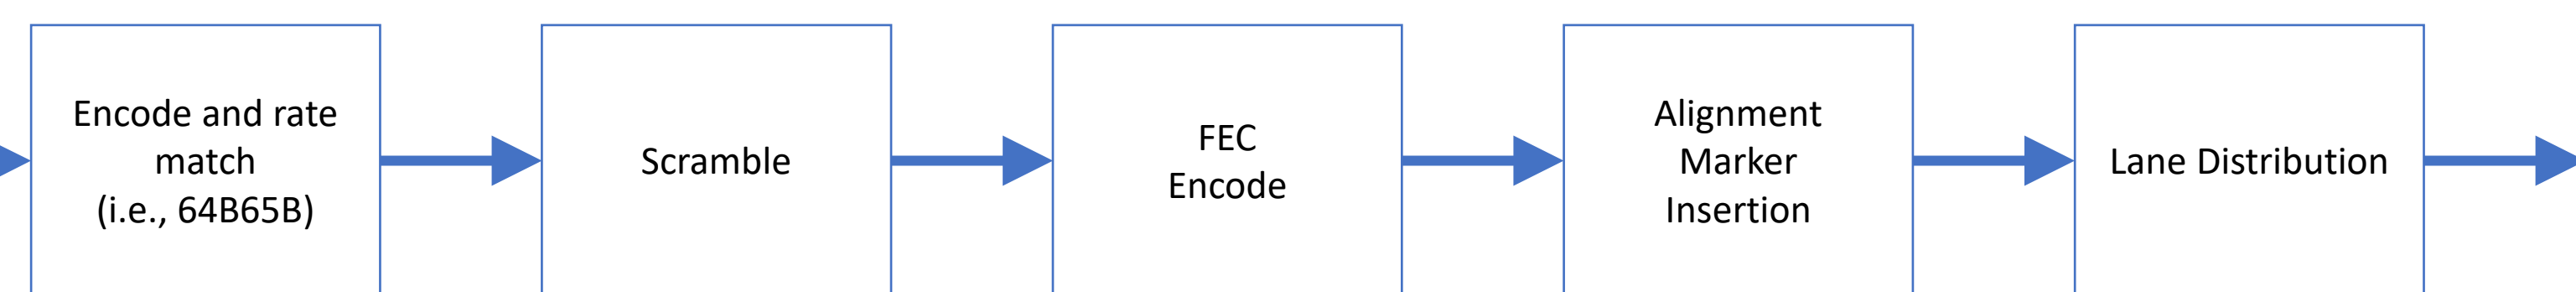 Encode and rate
match
(i.e., 64B65B)
Scramble
FEC
Encode
Alignment
Marker
Insertion
Lane Distribution